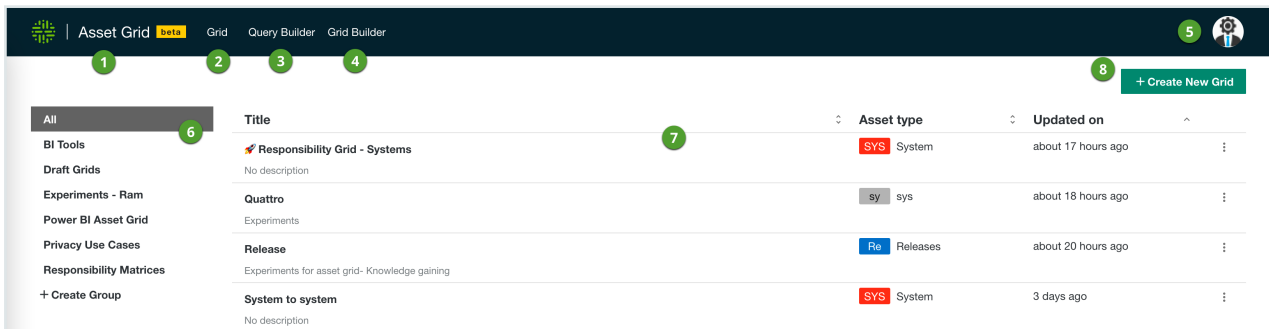 Asset Grid beta Grid Query Builder Grid Builder 5
1 2 3 4
8
+ Create New Grid
All
6
BI Tools
Draft Grids
Experiments - Ram
Power BI Asset Grid
Privacy Use Cases
Responsibility Matrices
+ Create Group
Title Asset type Updated on
7
🚀 Responsibility Grid - Systems SYS System about 17 hours ago
No description
Quattro sy sys about 18 hours ago
Experiments
Release Re Releases about 20 hours ago
Experiments for asset grid- Knowledge gaining
System to system SYS System 3 days ago
No description